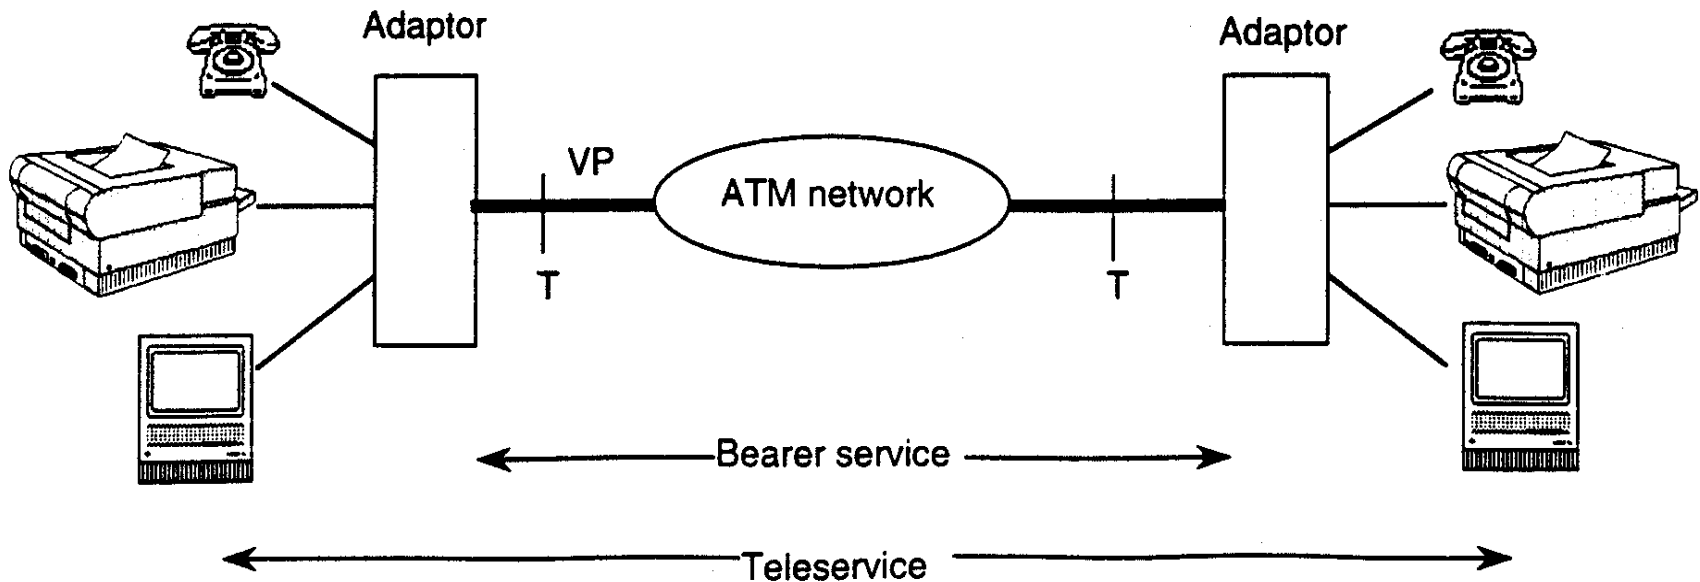 Adaptor
Adaptor
VP
ATM network
T
T
Bearer service
Teleservice